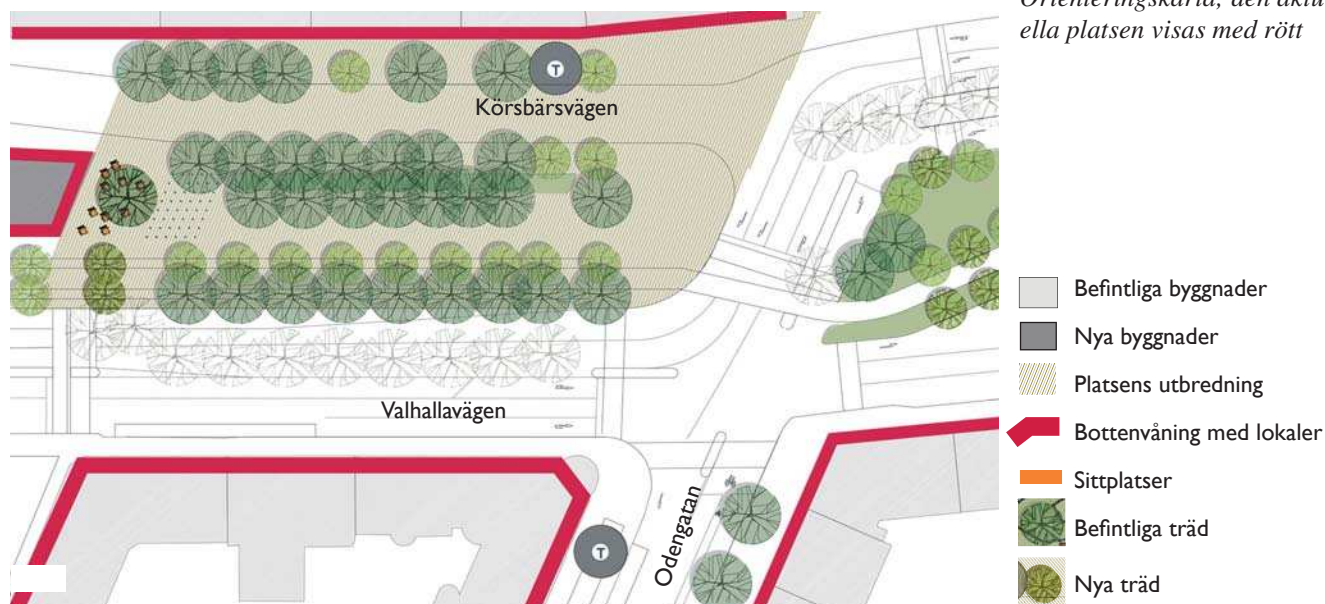 Orienteringskarta, den aktu
ella platsen visas med rött
T
Körsbärsvägen
Valhallavägen
Odengatan
T
Befintliga byggnader
Nya byggnader
Platsens utbredning
Bottenvåning med lokaler
Sittplatser
Befintliga träd
Nya träd